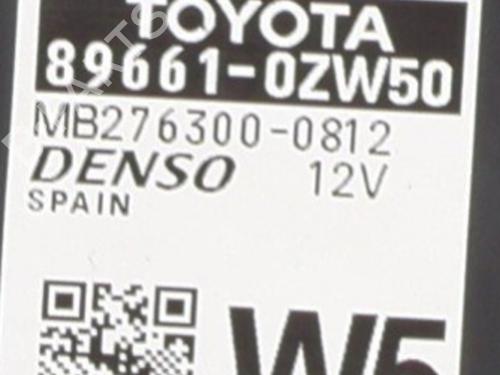 TOYOTA
89661-0ZW50
MB276300-0812
DENSO 12V
SPAIN
W5